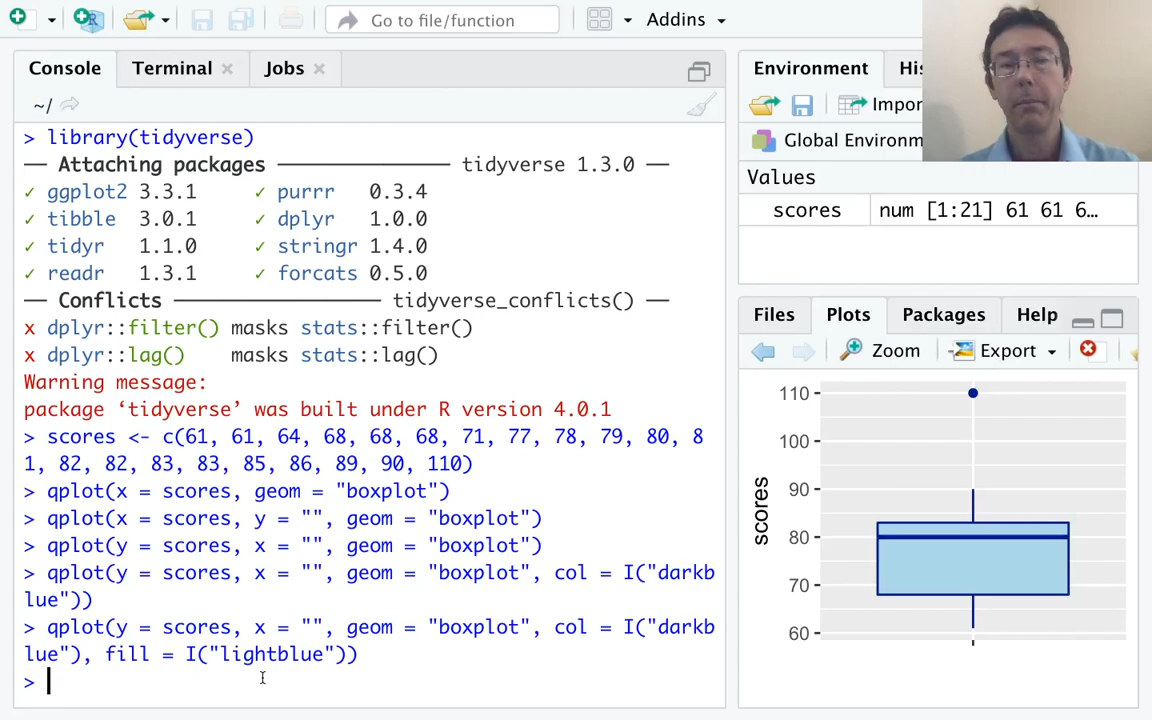 Go to file/function
Addins
Console
Terminal
Jobs
~/
> library(tidyverse)
── Attaching packages ─────────────── tidyverse 1.3.0 ──
✓ ggplot2 3.3.1 ✓ purrr 0.3.4
✓ tibble 3.0.1 ✓ dplyr 1.0.0
✓ tidyr 1.1.0 ✓ stringr 1.4.0
✓ readr 1.3.1 ✓ forcats 0.5.0
── Conflicts ───────────────── tidyverse_conflicts() ──
x dplyr::filter() masks stats::filter()
x dplyr::lag() masks stats::lag()
Warning message:
package ‘tidyverse’ was built under R version 4.0.1
> scores <- c(61, 61, 64, 68, 68, 68, 71, 77, 78, 79, 80, 8
1, 82, 82, 83, 83, 85, 86, 89, 90, 110)
> qplot(x = scores, geom = "boxplot")
> qplot(x = scores, y = "", geom = "boxplot")
> qplot(y = scores, x = "", geom = "boxplot")
> qplot(y = scores, x = "", geom = "boxplot", col = I("darkb
lue"))
> qplot(y = scores, x = "", geom = "boxplot", col = I("darkb
lue"), fill = I("lightblue"))
>
Environment
His
Impor
Global Environm
Values
scores num [1:21] 61 61 6…
Files
Plots
Packages
Help
Zoom
Export
110
100
90
80
70
60
scores